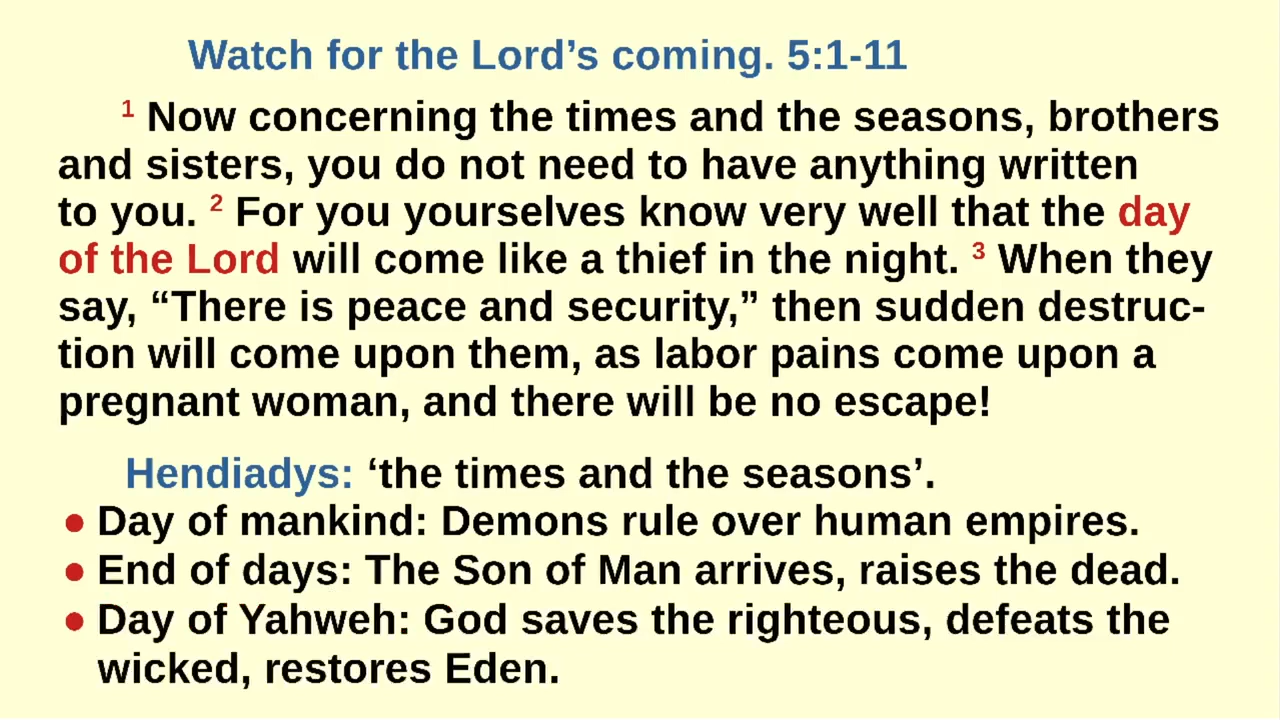 Watch for the Lord’s coming. 5:1-11
1 Now concerning the times and the seasons, brothers
and sisters, you do not need to have anything written
to you. 2 For you yourselves know very well that the day
of the Lord will come like a thief in the night. 3 When they
say, “There is peace and security,” then sudden destruc-
tion will come upon them, as labor pains come upon a
pregnant woman, and there will be no escape!
Hendiadys: ‘the times and the seasons’.
● Day of mankind: Demons rule over human empires.
● End of days: The Son of Man arrives, raises the dead.
● Day of Yahweh: God saves the righteous, defeats the
wicked, restores Eden.